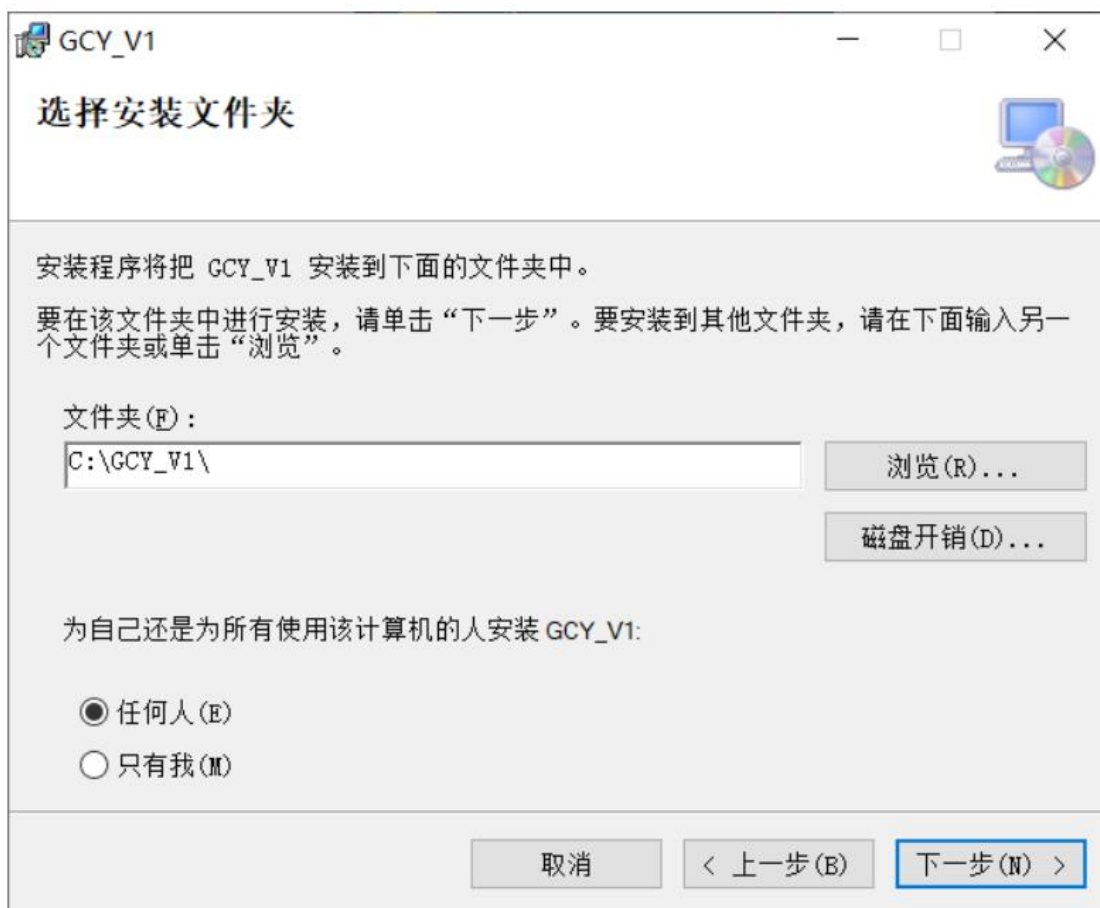 GCY_V1
选择安装文件夹
安装程序将把 GCY_V1 安装到下面的文件夹中。
要在该文件夹中进行安装，请单击“下一步”。要安装到其他文件夹，请在下面输入另一
个文件夹或单击“浏览”。
文件夹(F)：
C:\GCY_V1\
浏览(R)...
磁盘开销(D)...
为自己还是为所有使用该计算机的人安装 GCY_V1:
任何人(E)
只有我(M)
取消
< 上一步(B)
下一步(N) >